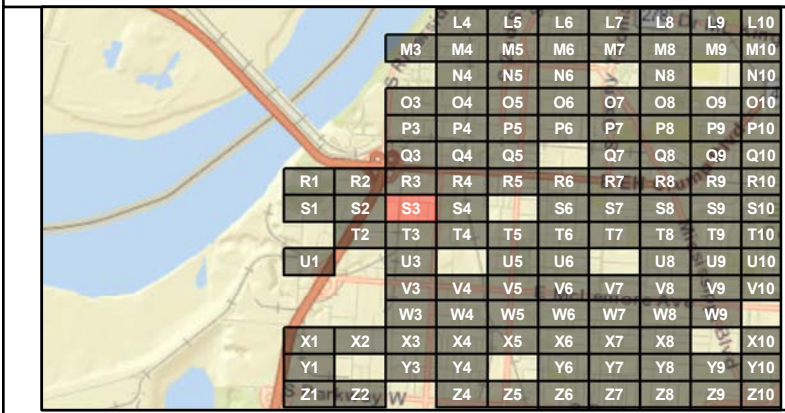 L4 L5 L6 L7 L8 L9 L10
M3 M4 M5 M6 M7 M8 M9 M10
N4 N5 N6 N8 N10
O3 O4 O5 O6 O7 O8 O9 O10
P3 P4 P5 P6 P7 P8 P9 P10
Q3 Q4 Q5 Q7 Q8 Q9 Q10
R1 R2 R3 R4 R5 R6 R7 R8 R9 R10
S1 S2 S3 S4 S6 S7 S8 S9 S10
T2 T3 T4 T5 T6 T7 T8 T9 T10
U1 U3 U5 U6 U8 U9 U10
V3 V4 V5 V6 V7 V8 V9 V10
E McLemore Ave
W3 W4 W5 W6 W7 W8 W9
X1 X2 X3 X4 X5 X6 X7 X8 X10
Y1 Y3 Y4 Y6 Y7 Y8 Y9 Y10
S Parkway W
Z1 Z2 Z4 Z5 Z6 Z7 Z8 Z9 Z10